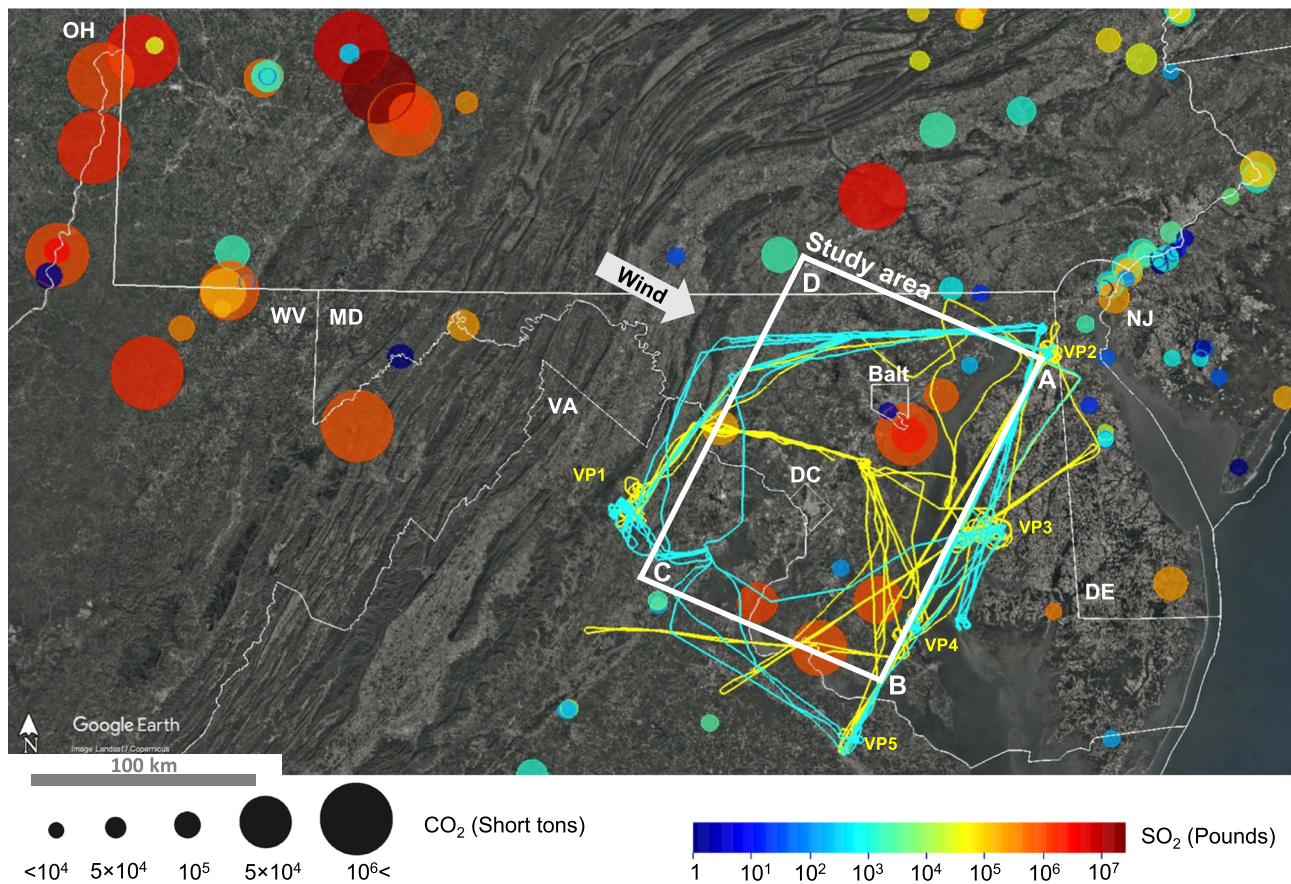 OH
Study area
D
Wind
WV
MD
NJ
VP2
A
Balt
VA
DC
VP1
VP3
C
DE
VP4
B
VP5
N
Google Earth
Image Landsat / Copernicus
100 km
CO₂ (Short tons)
<10⁴ 5×10⁴ 10⁵ 5×10⁴ 10⁶<
SO₂ (Pounds)
1 10¹ 10² 10³ 10⁴ 10⁵ 10⁶ 10⁷